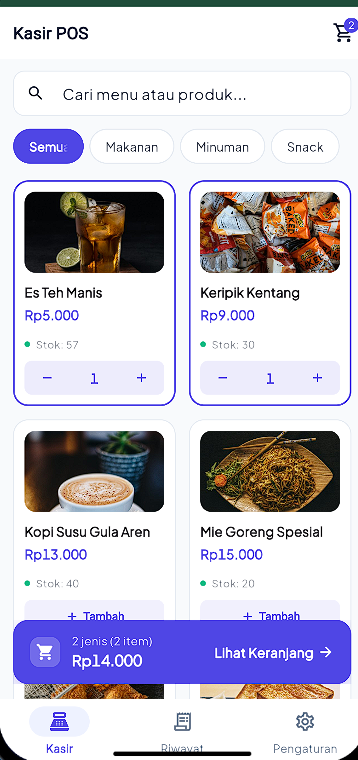 Kasir POS
2
Cari menu atau produk...
Semua Makanan Minuman Snack
Es Teh Manis Keripik Kentang
Rp5.000 Rp9.000
Stok: 57 Stok: 30
− 1 + − 1 +
Kopi Susu Gula Aren Mie Goreng Spesial
Rp13.000 Rp15.000
Stok: 40 Stok: 20
+ Tambah + Tambah
2 jenis (2 item)
Rp14.000
Lihat Keranjang →
Kasir Riwayat Pengaturan